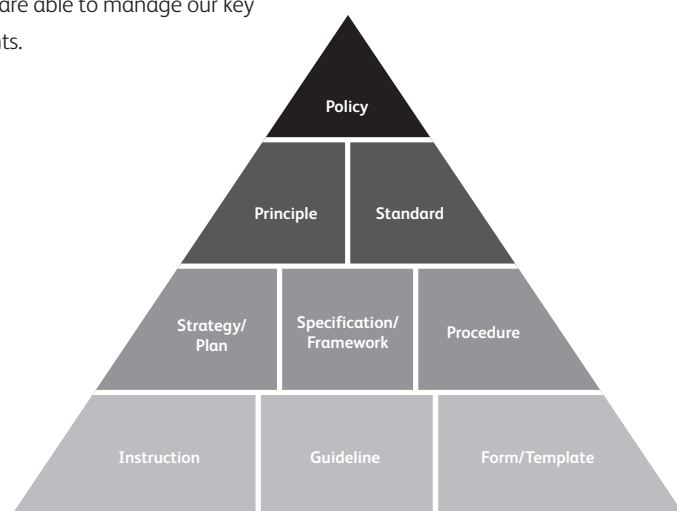 are able to manage our key
Policy
Principle Standard
Strategy/
Plan
Specification/
Framework
Procedure
Instruction Guideline Form/Template